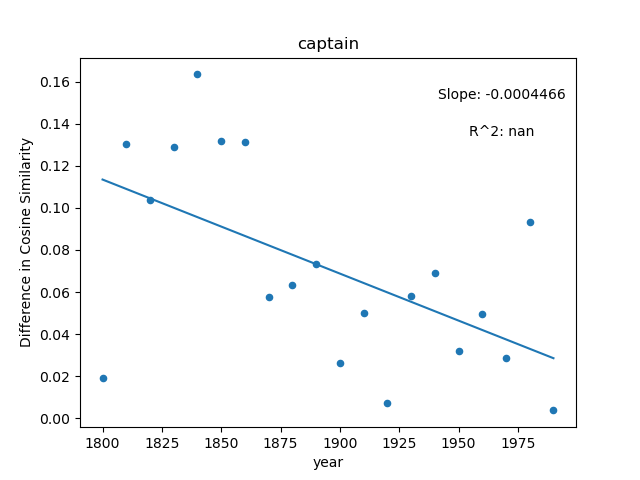 captain
Slope: -0.0004466
R^2: nan
Difference in Cosine Similarity
0.16
0.14
0.12
0.10
0.08
0.06
0.04
0.02
0.00
1800 1825 1850 1875 1900 1925 1950 1975
year